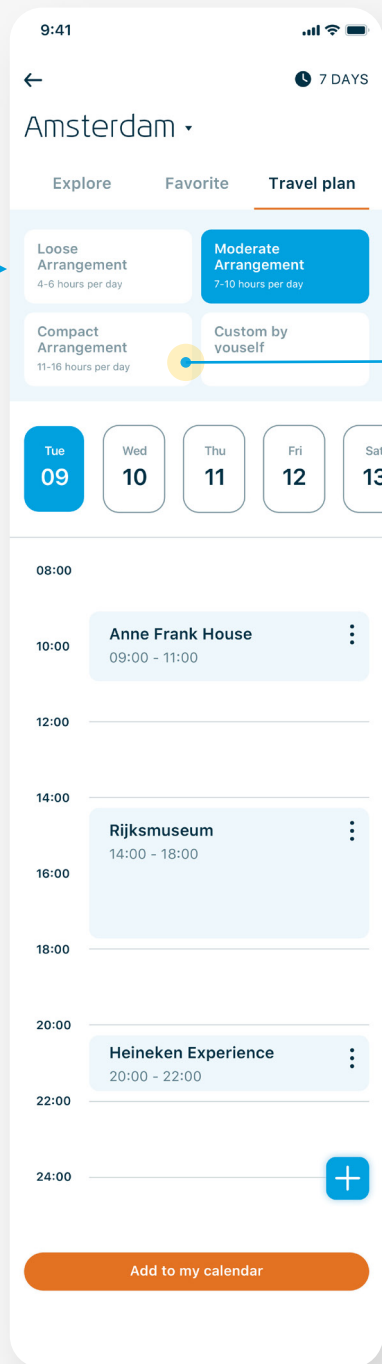 9:41
7 DAYS
Amsterdam
Explore Favorite Travel plan
Loose
Arrangement
4-6 hours per day
Moderate
Arrangement
7-10 hours per day
Compact
Arrangement
11-16 hours per day
Custom by
youself
Tue Wed Thu Fri Sat
09 10 11 12 13
08:00
Anne Frank House
10:00
09:00 - 11:00
12:00
14:00
Rijksmuseum
14:00 - 18:00
16:00
18:00
20:00
Heineken Experience
20:00 - 22:00
22:00
24:00
Add to my calendar